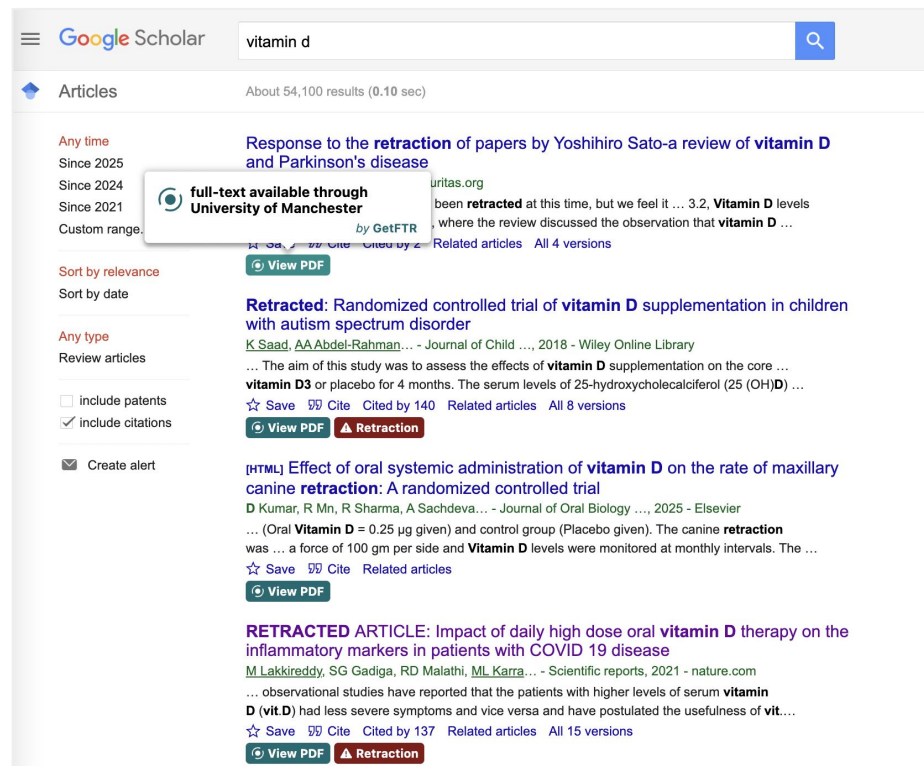 Google Scholar
vitamin d
Articles
About 54,100 results (0.10 sec)
Any time
Since 2025
Since 2024
Since 2021
Custom range.
Sort by relevance
Sort by date
Any type
Review articles
include patents
include citations
Create alert
Response to the retraction of papers by Yoshihiro Sato-a review of vitamin D
and Parkinson's disease
full-text available through
University of Manchester
by GetFTR
uritas.org
been retracted at this time, but we feel it … 3.2, Vitamin D levels
, where the review discussed the observation that vitamin D …
Cite Cited by 2 Related articles All 4 versions
View PDF
Retracted: Randomized controlled trial of vitamin D supplementation in children
with autism spectrum disorder
K Saad, AA Abdel-Rahman… - Journal of Child …, 2018 - Wiley Online Library
… The aim of this study was to assess the effects of vitamin D supplementation on the core …
vitamin D3 or placebo for 4 months. The serum levels of 25-hydroxycholecalciferol (25 (OH)D) …
Save Cite Cited by 140 Related articles All 8 versions
View PDF Retraction
[HTML] Effect of oral systemic administration of vitamin D on the rate of maxillary
canine retraction: A randomized controlled trial
D Kumar, R Mn, R Sharma, A Sachdeva… - Journal of Oral Biology …, 2025 - Elsevier
… (Oral Vitamin D = 0.25 μg given) and control group (Placebo given). The canine retraction
was … a force of 100 gm per side and Vitamin D levels were monitored at monthly intervals. The …
Save Cite Related articles
View PDF
RETRACTED ARTICLE: Impact of daily high dose oral vitamin D therapy on the
inflammatory markers in patients with COVID 19 disease
M Lakkireddy, SG Gadiga, RD Malathi, ML Karra… - Scientific reports, 2021 - nature.com
… observational studies have reported that the patients with higher levels of serum vitamin
D (vit.D) had less severe symptoms and vice versa and have postulated the usefulness of vit.…
Save Cite Cited by 137 Related articles All 15 versions
View PDF Retraction